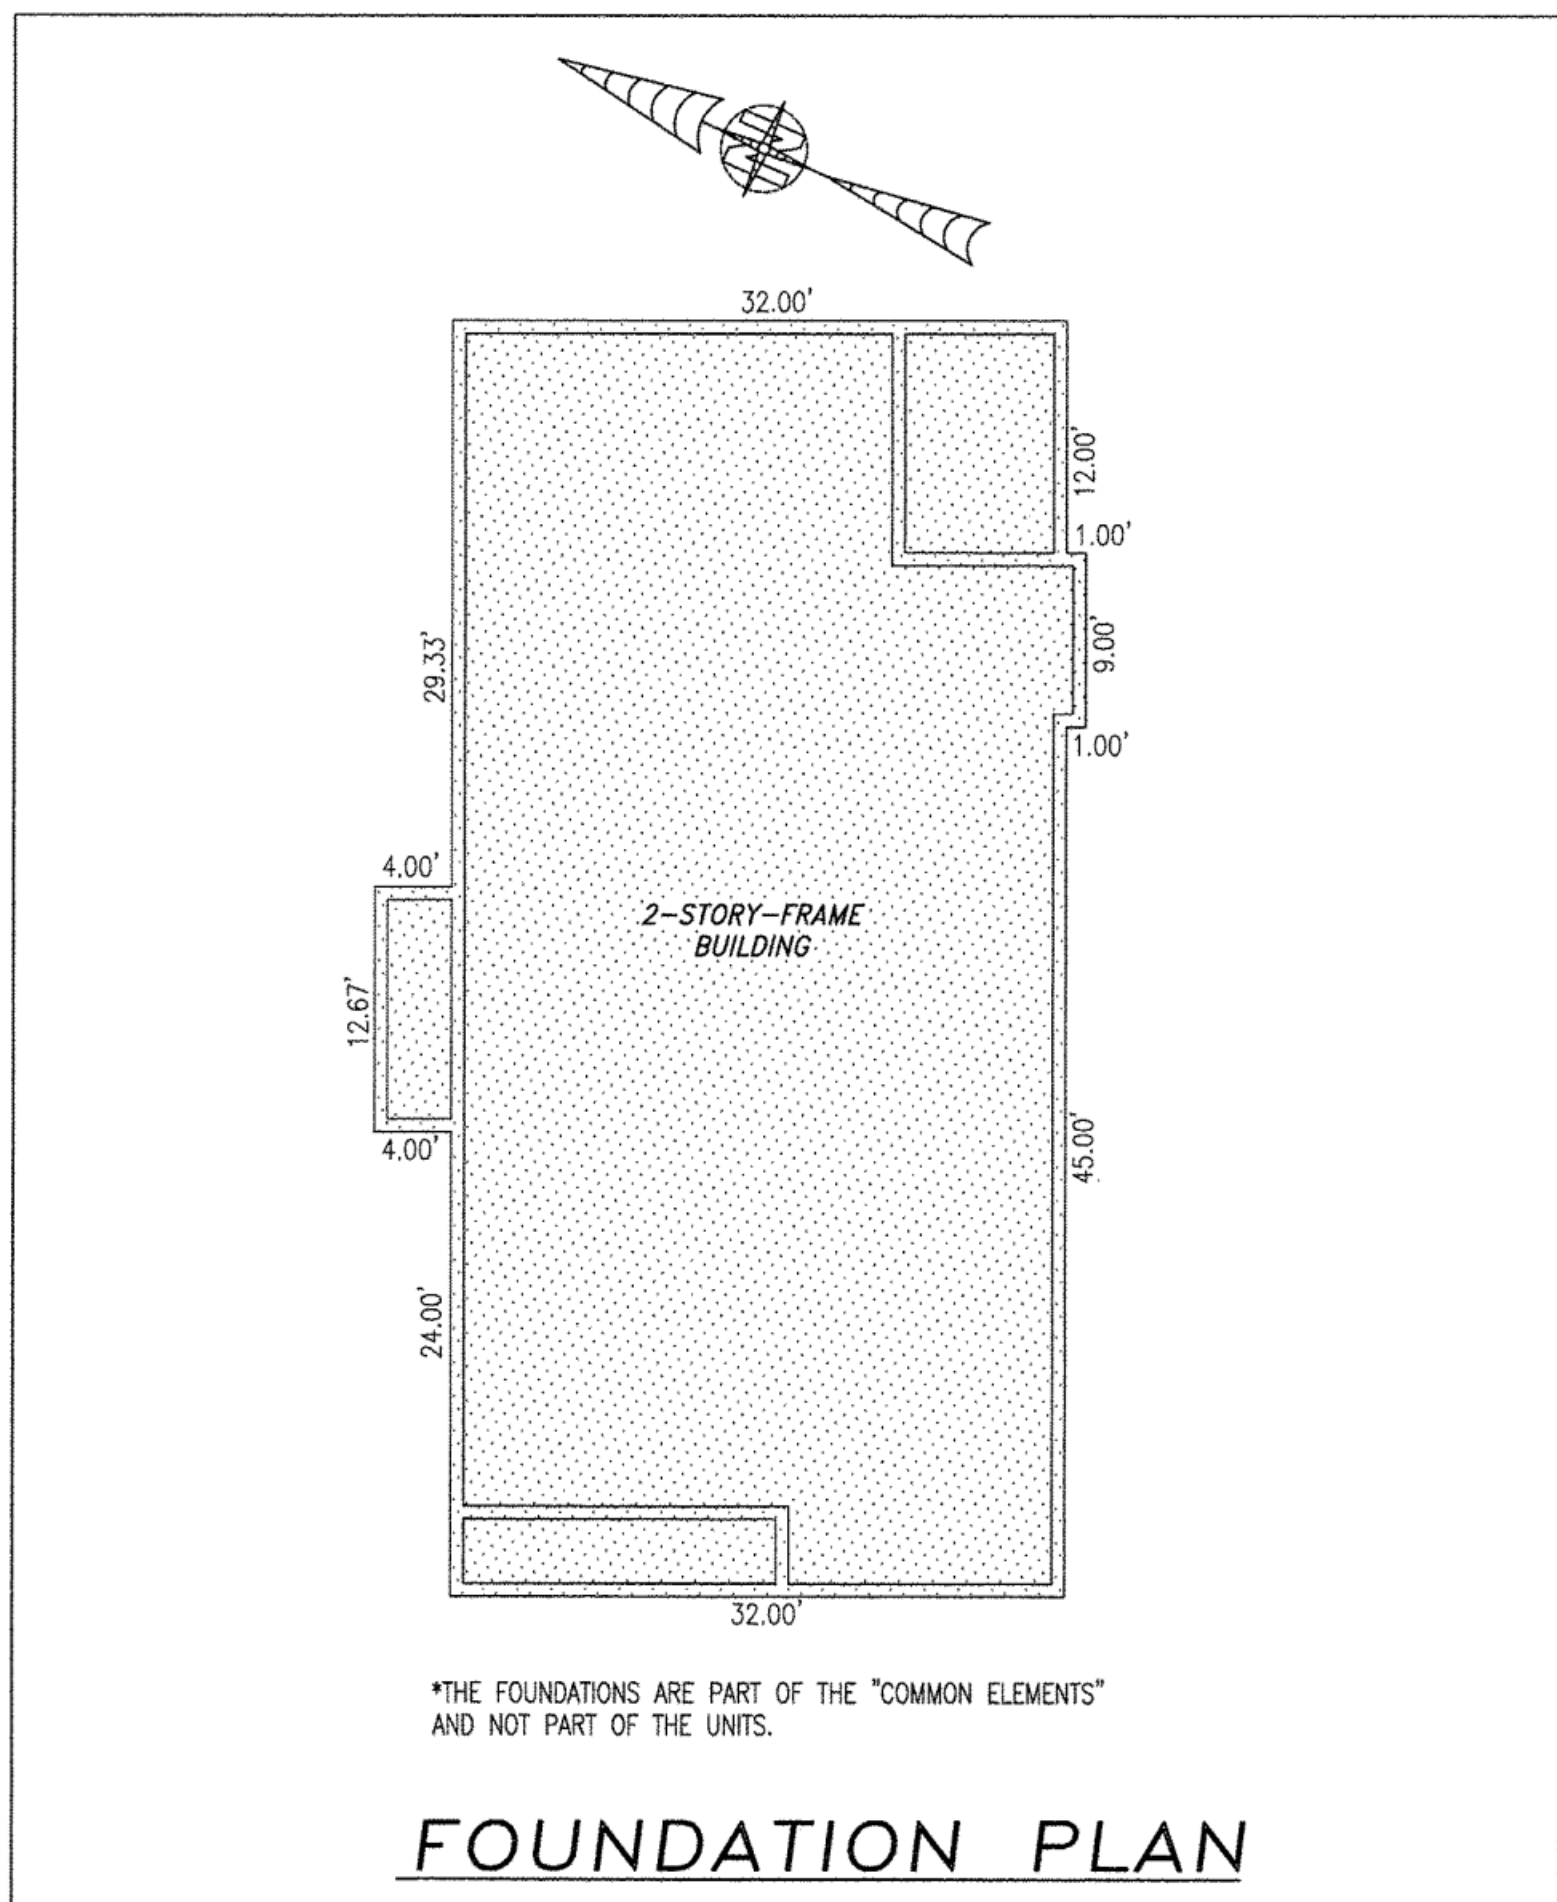 N
32.00'
12.00'
1.00'
9.00'
29.33'
1.00'
4.00'
2-STORY-FRAME
BUILDING
12.67'
45.00'
4.00'
24.00'
32.00'
*THE FOUNDATIONS ARE PART OF THE "COMMON ELEMENTS"
AND NOT PART OF THE UNITS.
FOUNDATION PLAN